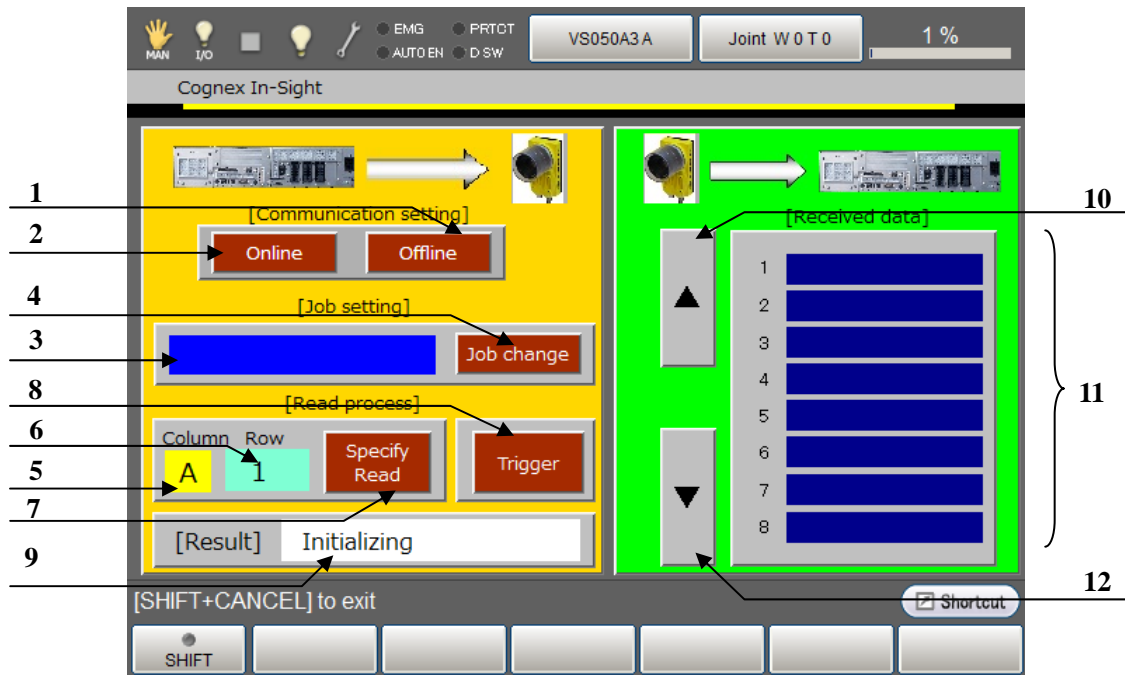 MAN
I/O
EMG
PRTCT
AUTO EN
D SW
VS050A3 A
Joint W 0 T 0
1 %
Cognex In-Sight
1
[Communication setting]
2
Online
Offline
4
[Job setting]
3
Job change
8
[Read process]
6
Column Row
5
A
1
Specify
Read
Trigger
7
9
[Result]
Initializing
10
[Received data]
▲
1
2
3
4
5
6
7
8
11
▼
12
[SHIFT+CANCEL] to exit
Shortcut
SHIFT